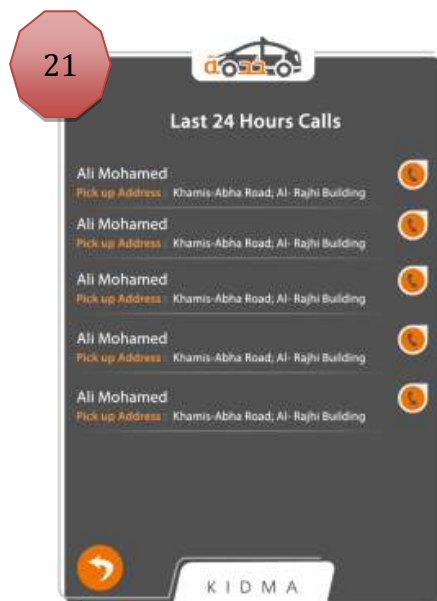 21
Last 24 Hours Calls
Ali Mohamed
Pick up Address : Khamis-Abha Road; Al- Rajhi Building
Ali Mohamed
Pick up Address : Khamis-Abha Road; Al- Rajhi Building
Ali Mohamed
Pick up Address : Khamis-Abha Road; Al- Rajhi Building
Ali Mohamed
Pick up Address : Khamis-Abha Road; Al- Rajhi Building
Ali Mohamed
Pick up Address : Khamis-Abha Road; Al- Rajhi Building
KIDMA